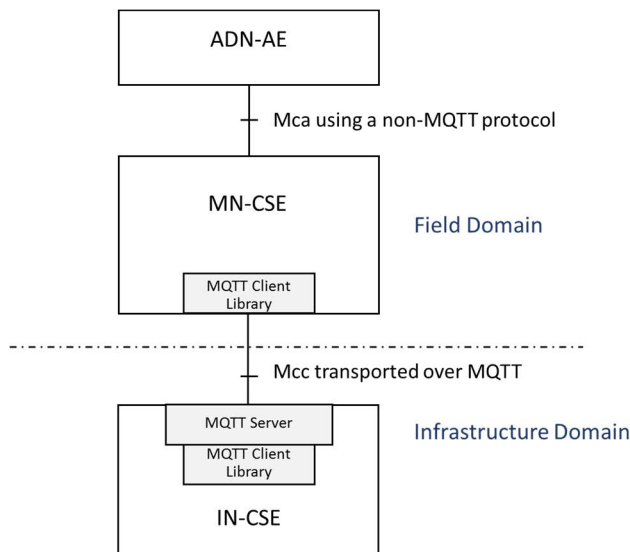 ADN-AE
Mca using a non-MQTT protocol
MN-CSE
Field Domain
MQTT Client
Library
Mcc transported over MQTT
MQTT Server
Infrastructure Domain
MQTT Client
Library
IN-CSE